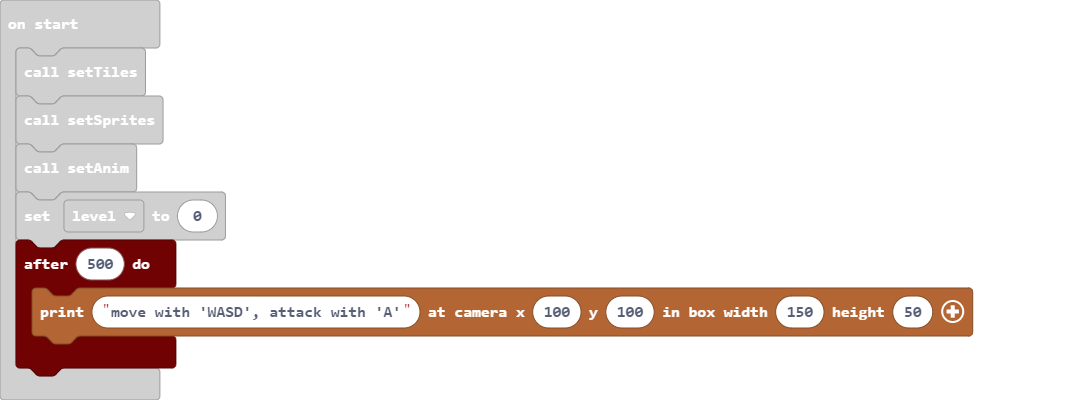 on start
call setTiles
call setSprites
call setAnim
set level to 0
after 500 do
print "move with 'WASD', attack with 'A'" at camera x 100 y 100 in box width 150 height 50